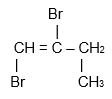 Br
CH = C – CH₂
Br CH₃